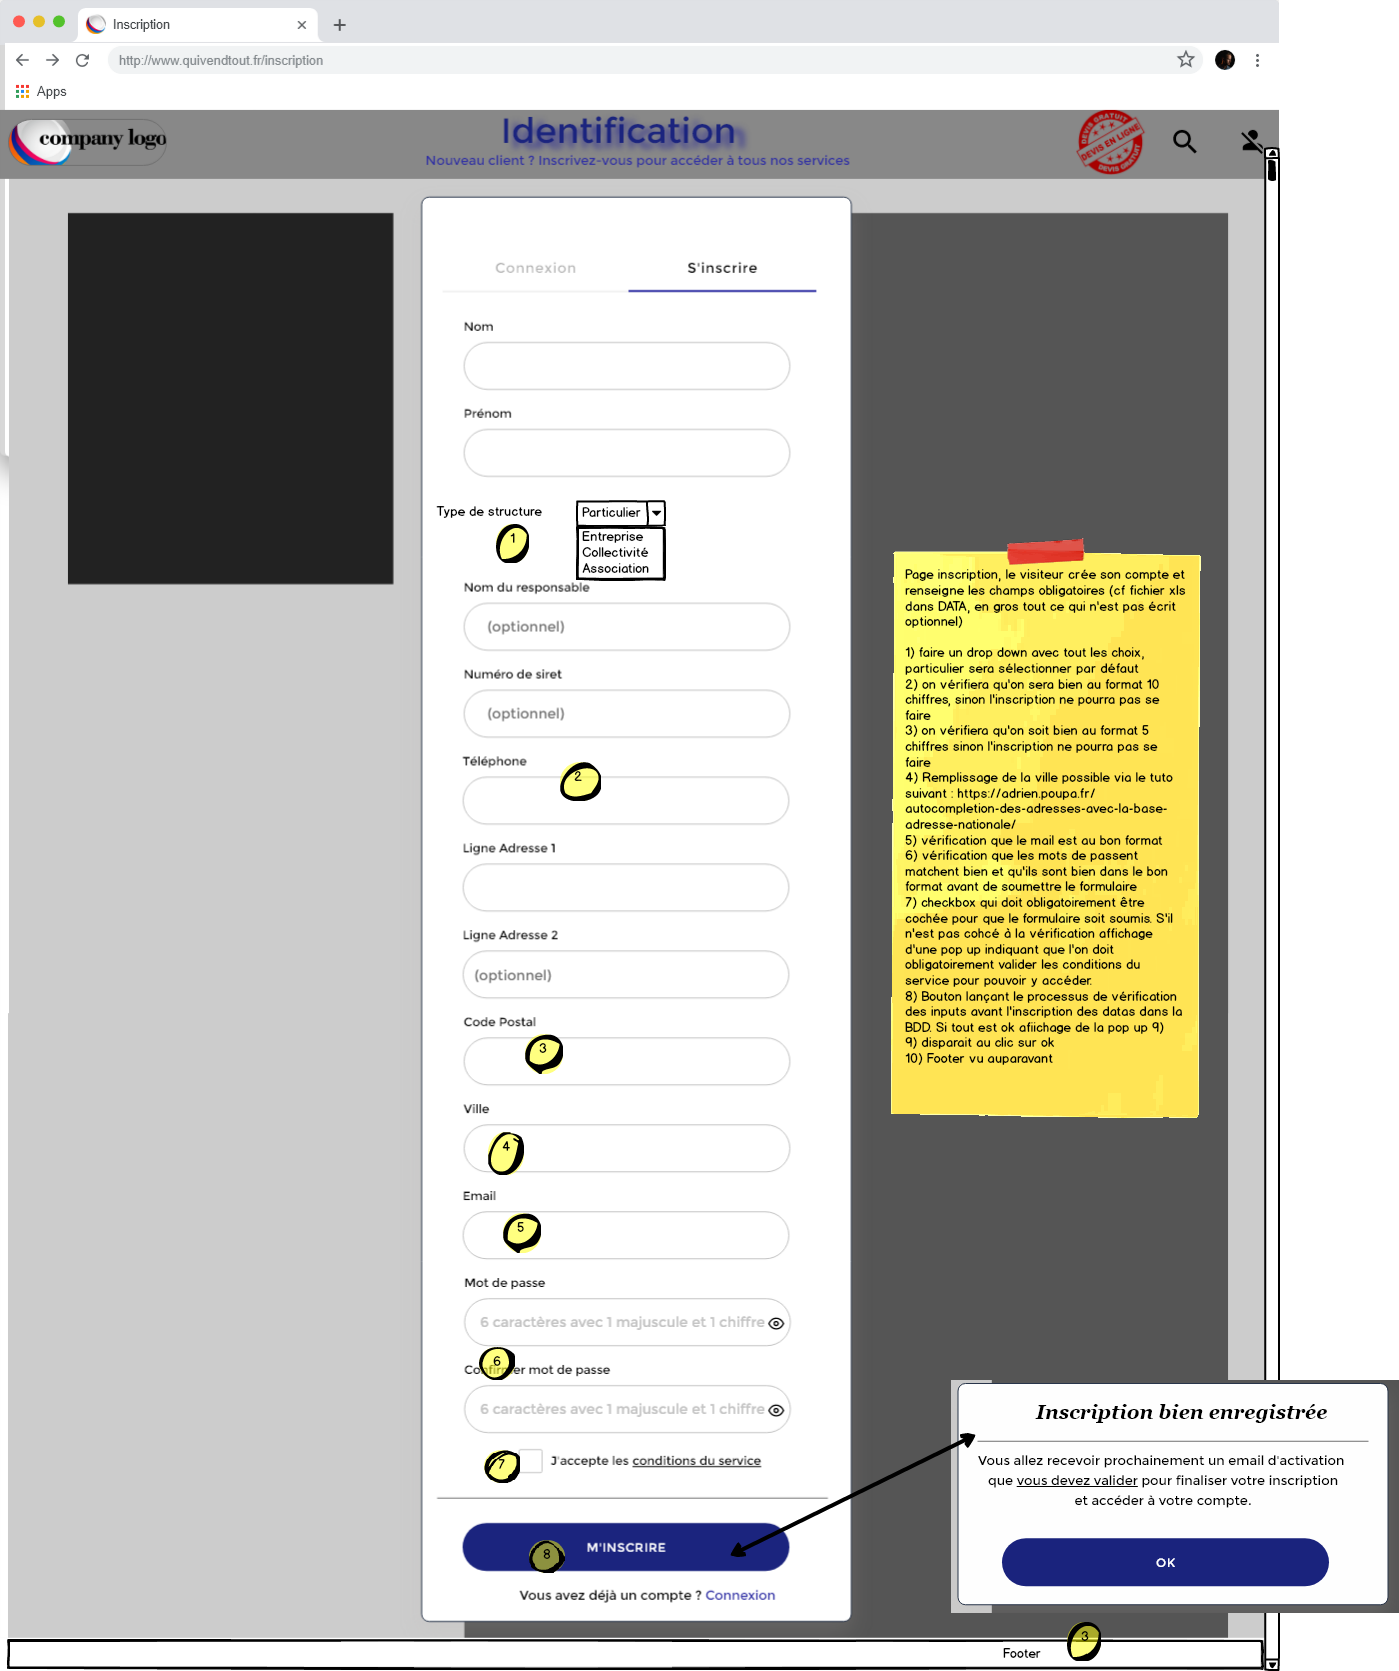 Inscription
http://www.quivendtout.fr/inscription
Apps
company logo
Identification
Nouveau client ? Inscrivez-vous pour accéder à tous nos services
DEVIS GRATUIT
DEVIS EN LIGNE
DEVIS GRATUIT
Connexion
S'inscrire
Nom
Prénom
Type de structure
Particulier
1
Entreprise
Collectivité
Association
Nom du responsable
(optionnel)
Numéro de siret
(optionnel)
Téléphone
2
Ligne Adresse 1
Ligne Adresse 2
(optionnel)
Code Postal
3
Ville
4
Email
5
Mot de passe
6 caractères avec 1 majuscule et 1 chiffre
6
Confirmer mot de passe
6 caractères avec 1 majuscule et 1 chiffre
7
J'accepte les conditions du service
M'INSCRIRE
8
Vous avez déjà un compte ? Connexion
Page inscription, le visiteur crée son compte et
renseigne les champs obligatoires (cf fichier xls
dans DATA, en gros tout ce qui n'est pas écrit
optionnel)
1) faire un drop down avec tout les choix,
particulier sera sélectionner par défaut
2) on vérifiera qu'on sera bien au format 10
chiffres, sinon l'inscription ne pourra pas se
faire
3) on vérifiera qu'on soit bien au format 5
chiffres sinon l'inscription ne pourra pas se
faire
4) Remplissage de la ville possible via le tuto
suivant : https://adrien.poupa.fr/
autocompletion-des-adresses-avec-la-base-
adresse-nationale/
5) vérification que le mail est au bon format
6) vérification que les mots de passent
matchent bien et qu'ils sont bien dans le bon
format avant de soumettre le formulaire
7) checkbox qui doit obligatoirement être
cochée pour que le formulaire soit soumis. S'il
n'est pas cohcé à la vérification affichage
d'une pop up indiquant que l'on doit
obligatoirement valider les conditions du
service pour pouvoir y accéder.
8) Bouton lançant le processus de vérification
des inputs avant l'inscription des datas dans la
BDD. Si tout est ok afiichage de la pop up 9)
9) disparait au clic sur ok
10) Footer vu auparavant
Inscription bien enregistrée
Vous allez recevoir prochainement un email d'activation
que vous devez valider pour finaliser votre inscription
et accéder à votre compte.
OK
Footer
3